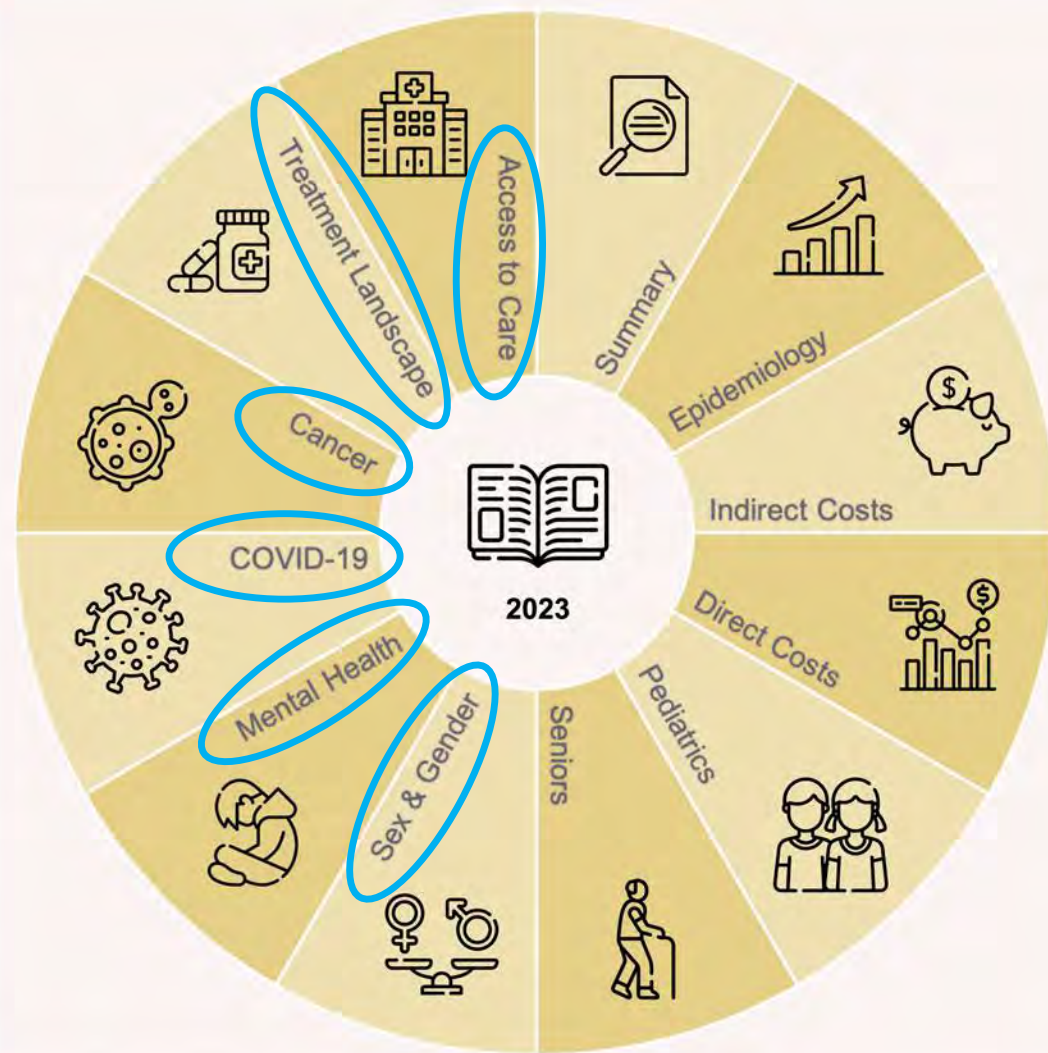 Summary
Epidemiology
Indirect Costs
Direct Costs
Pediatrics
Seniors
Sex & Gender
Mental Health
COVID-19
Cancer
Treatment Landscape
Access to Care
2023
$
$